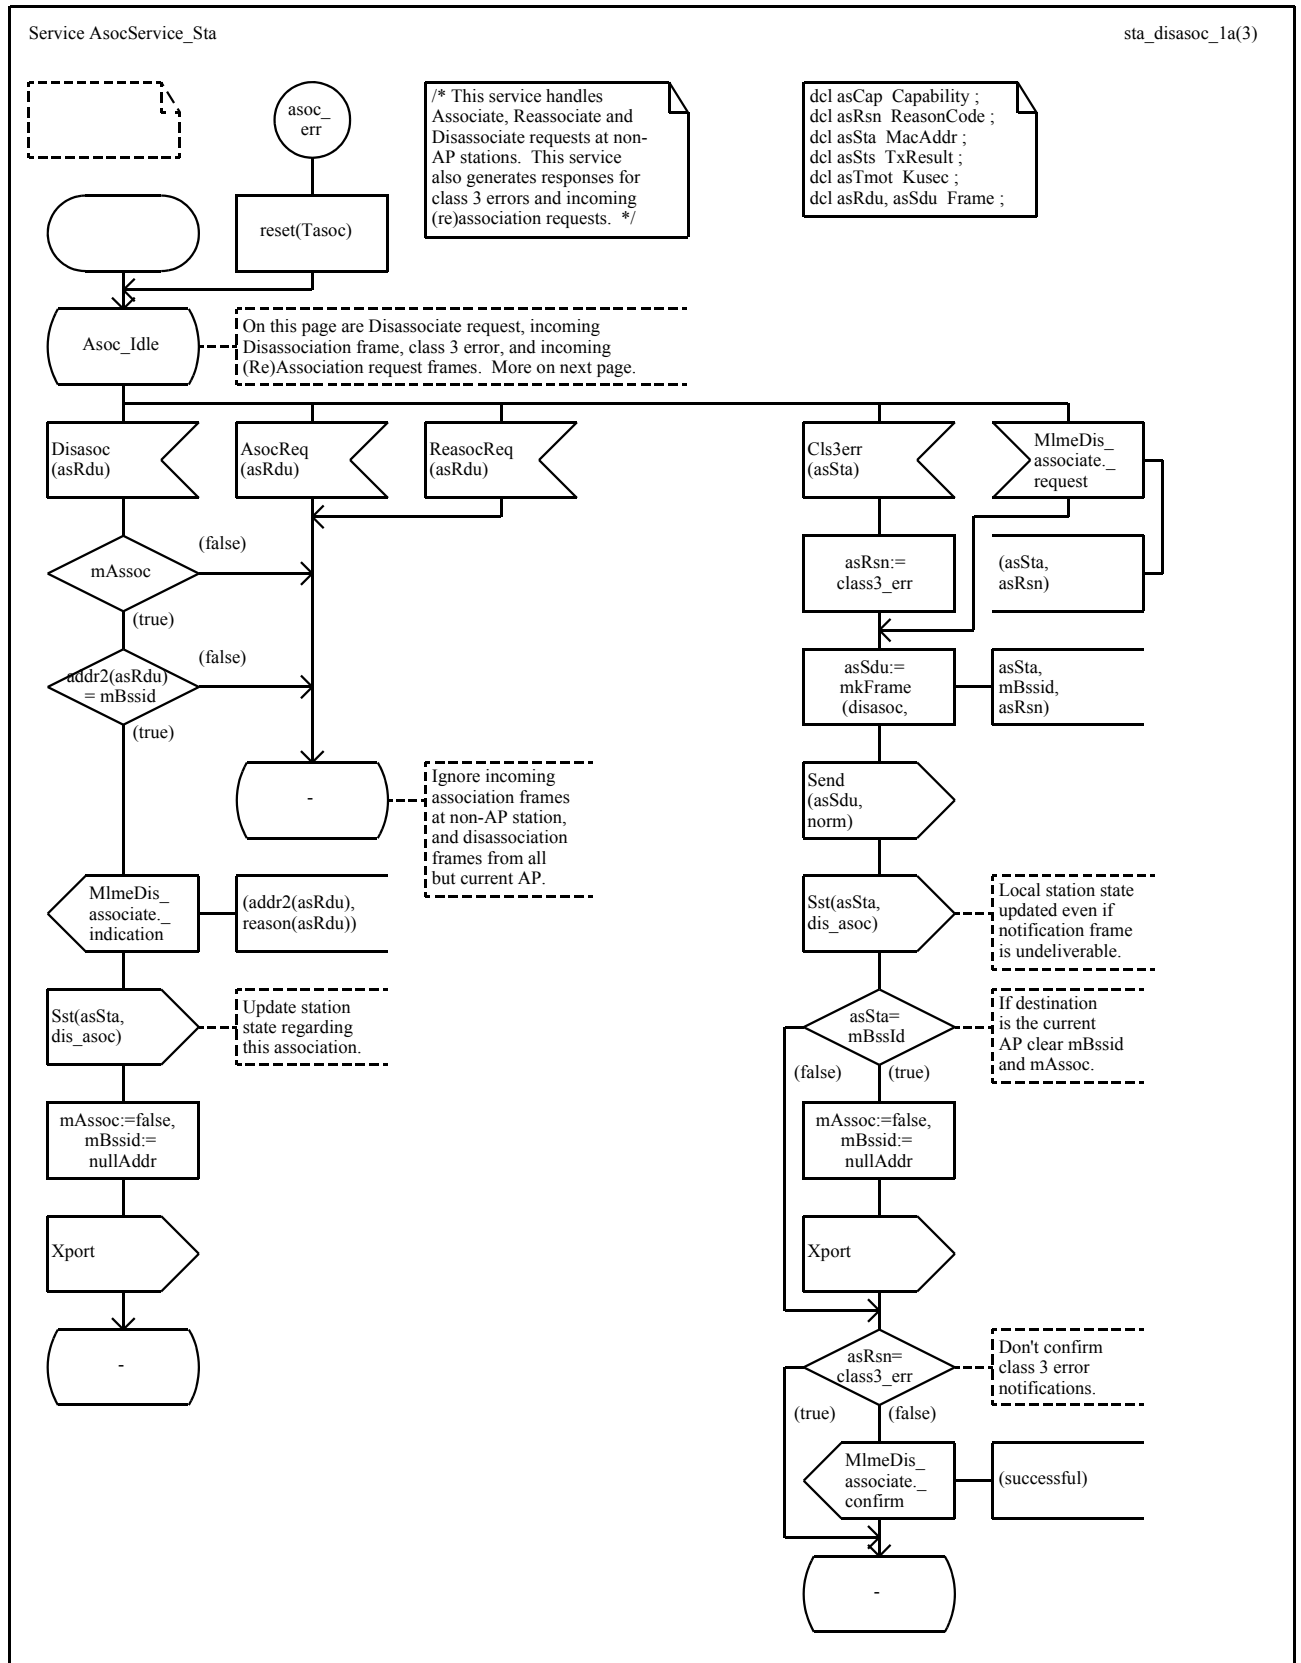 Service AsocService_Sta
sta_disasoc_1a(3)
asoc_
err
/* This service handles
Associate, Reassociate and
Disassociate requests at non-
AP stations.  This service
also generates responses for
class 3 errors and incoming
(re)association requests.  */
dcl asCap  Capability ;
dcl asRsn  ReasonCode ;
dcl asSta  MacAddr ;
dcl asSts  TxResult ;
dcl asTmot  Kusec ;
dcl asRdu, asSdu  Frame ;
reset(Tasoc)
Asoc_Idle
On this page are Disassociate request, incoming
Disassociation frame, class 3 error, and incoming
(Re)Association request frames.  More on next page.
Disasoc
(asRdu)
AsocReq
(asRdu)
ReasocReq
(asRdu)
Cls3err
(asSta)
MlmeDis_
associate._
request
mAssoc
(false)
(true)
asRsn:=
class3_err
(asSta,
asRsn)
addr2(asRdu)
= mBssid
(false)
(true)
asSdu:=
mkFrame
(disasoc,
asSta,
mBssid,
asRsn)
-
Ignore incoming
association frames
at non-AP station,
and disassociation
frames from all
but current AP.
Send
(asSdu,
norm)
MlmeDis_
associate._
indication
(addr2(asRdu),
reason(asRdu))
Sst(asSta,
dis_asoc)
Local station state
updated even if
notification frame
is undeliverable.
Sst(asSta,
dis_asoc)
Update station
state regarding
this association.
asSta=
mBssId
(false)
(true)
If destination
is the current
AP clear mBssid
and mAssoc.
mAssoc:=false,
mBssid:=
nullAddr
mAssoc:=false,
mBssid:=
nullAddr
Xport
Xport
-
asRsn=
class3_err
(true)
(false)
Don't confirm
class 3 error
notifications.
MlmeDis_
associate._
confirm
(successful)
-